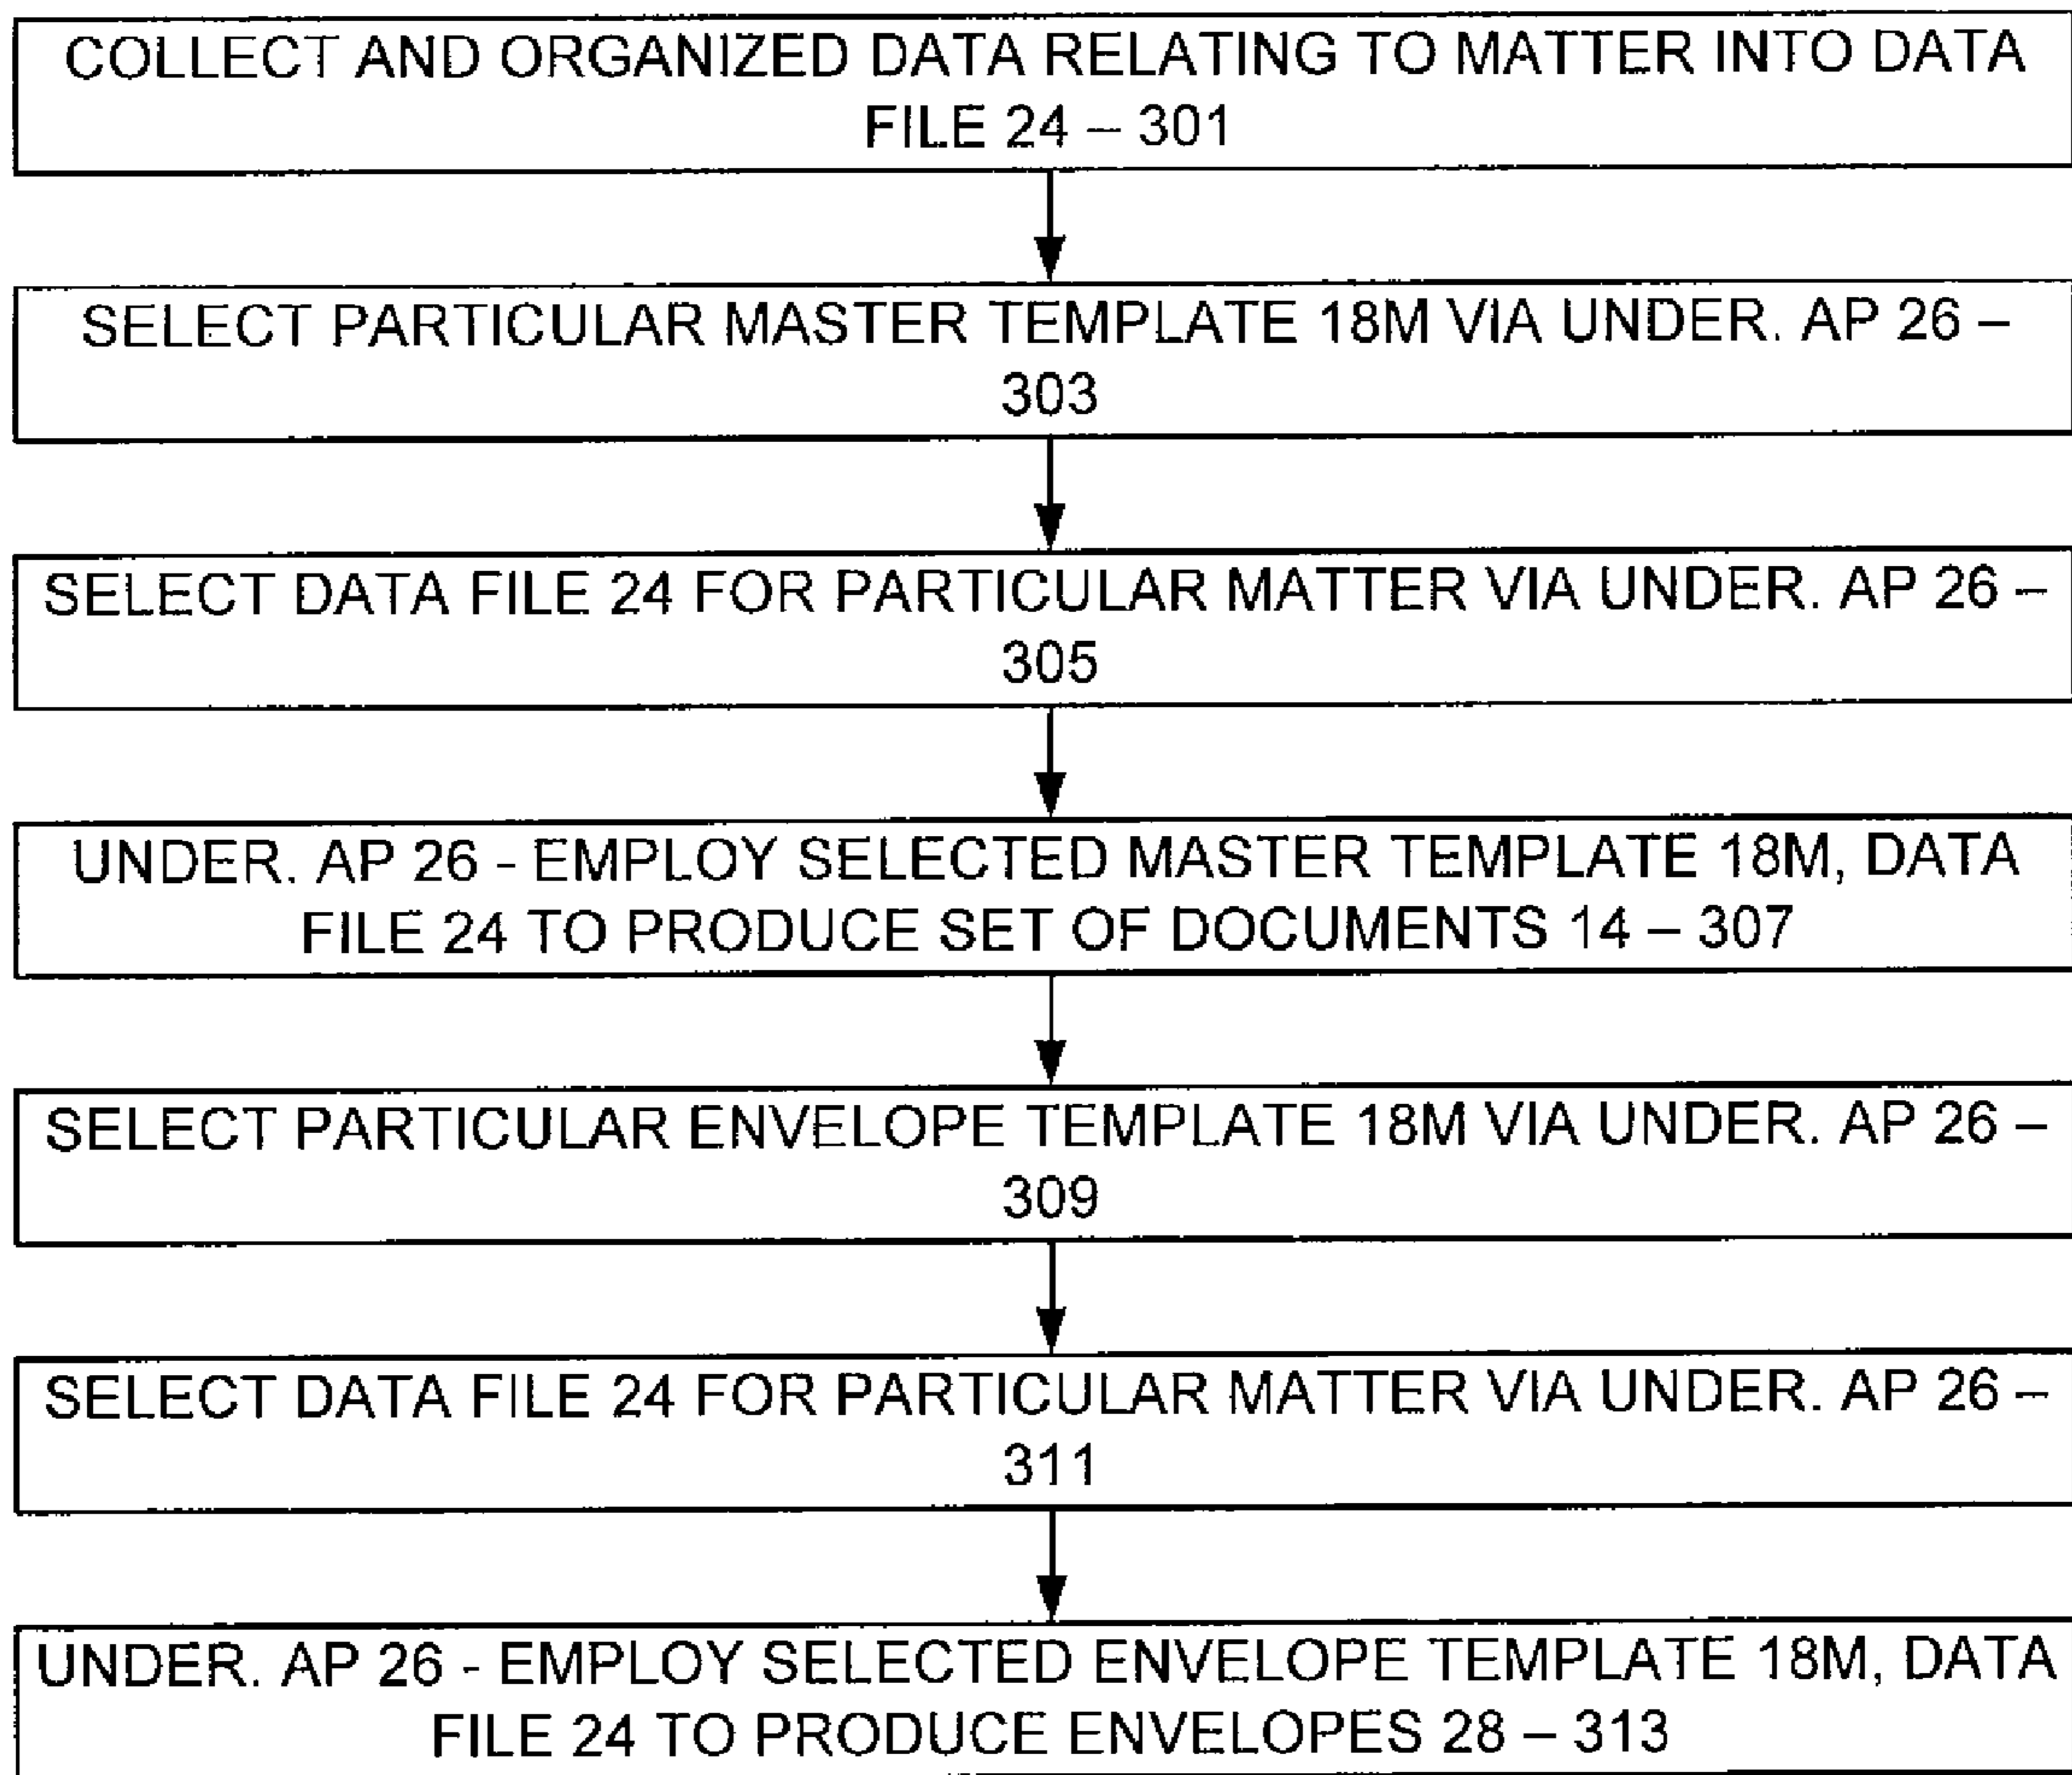 COLLECT AND ORGANIZED DATA RELATING TO MATTER INTO DATA
FILE 24 – 301
SELECT PARTICULAR MASTER TEMPLATE 18M VIA UNDER. AP 26 –
303
SELECT DATA FILE 24 FOR PARTICULAR MATTER VIA UNDER. AP 26 –
305
UNDER. AP 26 - EMPLOY SELECTED MASTER TEMPLATE 18M, DATA
FILE 24 TO PRODUCE SET OF DOCUMENTS 14 – 307
SELECT PARTICULAR ENVELOPE TEMPLATE 18M VIA UNDER. AP 26 –
309
SELECT DATA FILE 24 FOR PARTICULAR MATTER VIA UNDER. AP 26 –
311
UNDER. AP 26 - EMPLOY SELECTED ENVELOPE TEMPLATE 18M, DATA
FILE 24 TO PRODUCE ENVELOPES 28 – 313